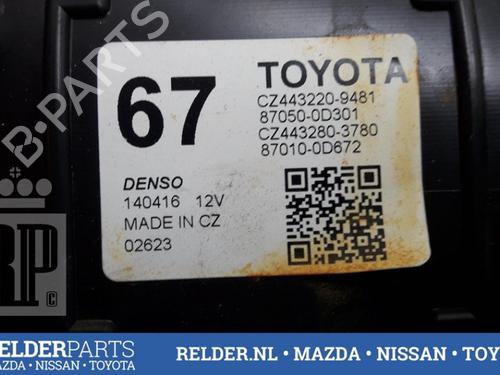 67
TOYOTA
CZ443220-9481
87050-0D301
CZ443280-3780
87010-0D672
DENSO
140416 12V
MADE IN CZ
02623
B-PARTS
RP
RELDERPARTS
MAZDA • NISSAN • TOYOTA
RELDER.NL • MAZDA • NISSAN • TOY